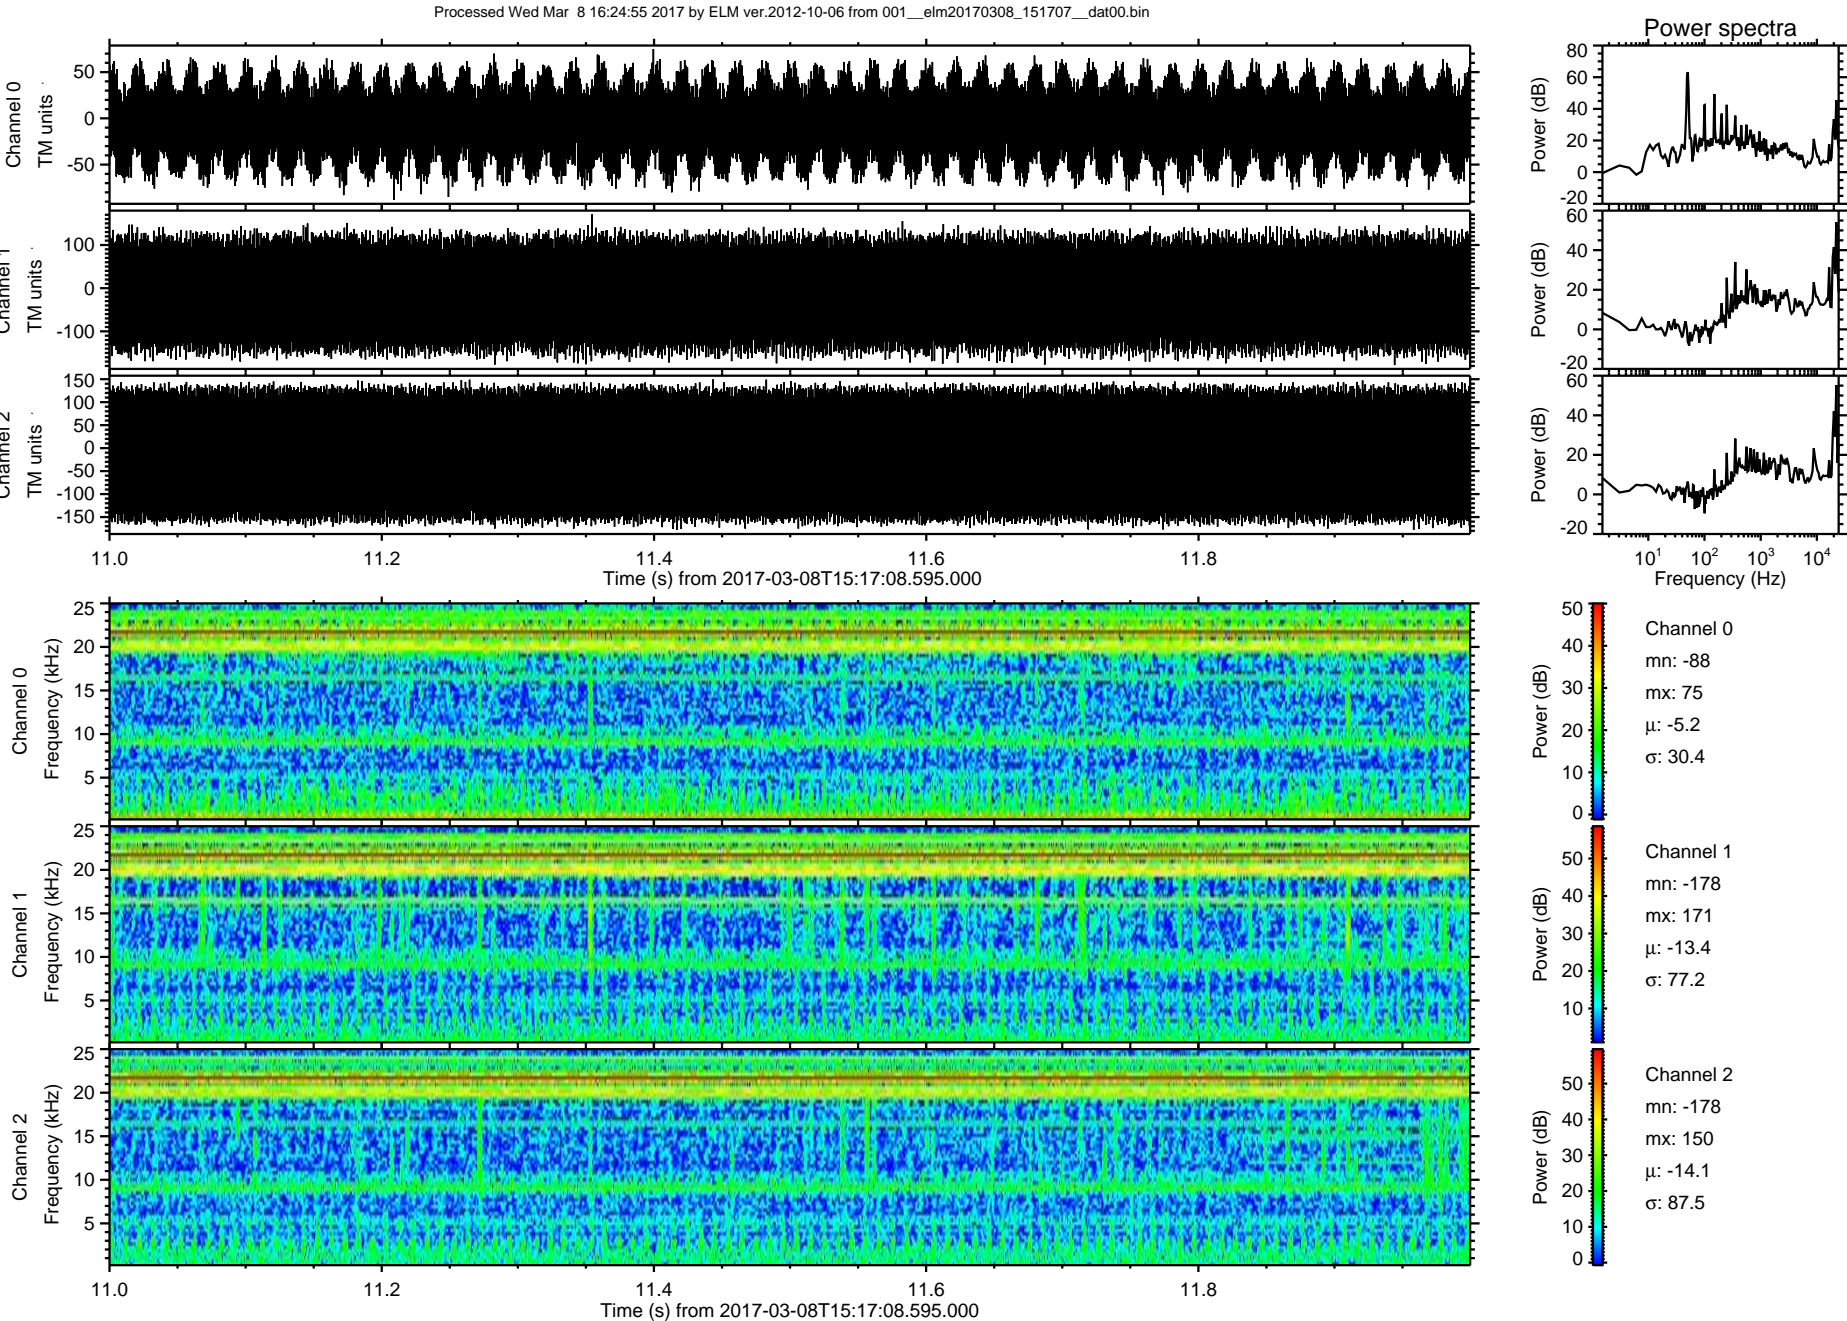 Processed Wed Mar  8 16:24:55 2017 by ELM ver.2012-10-06 from 001__elm20170308_151707__dat00.bin
Power spectra
Channel 0
TM units
50
0
-50
Power (dB)
80
60
40
20
0
-20
Channel 1
TM units
100
0
-100
Power (dB)
60
40
20
0
-20
Channel 2
TM units
150
100
50
0
-50
-100
-150
Power (dB)
60
40
20
0
-20
11.0 11.2 11.4 11.6 11.8
Time (s) from 2017-03-08T15:17:08.595.000
10¹ 10² 10³ 10⁴
Frequency (Hz)
Channel 0
Frequency (kHz)
25
20
15
10
5
Power (dB)
50
40
30
20
10
0
Channel 0
mn: -88
mx: 75
μ: -5.2
σ: 30.4
Channel 1
Frequency (kHz)
25
20
15
10
5
Power (dB)
50
40
30
20
10
Channel 1
mn: -178
mx: 171
μ: -13.4
σ: 77.2
Channel 2
Frequency (kHz)
25
20
15
10
5
Power (dB)
50
40
30
20
10
0
Channel 2
mn: -178
mx: 150
μ: -14.1
σ: 87.5
11.0 11.2 11.4 11.6 11.8
Time (s) from 2017-03-08T15:17:08.595.000